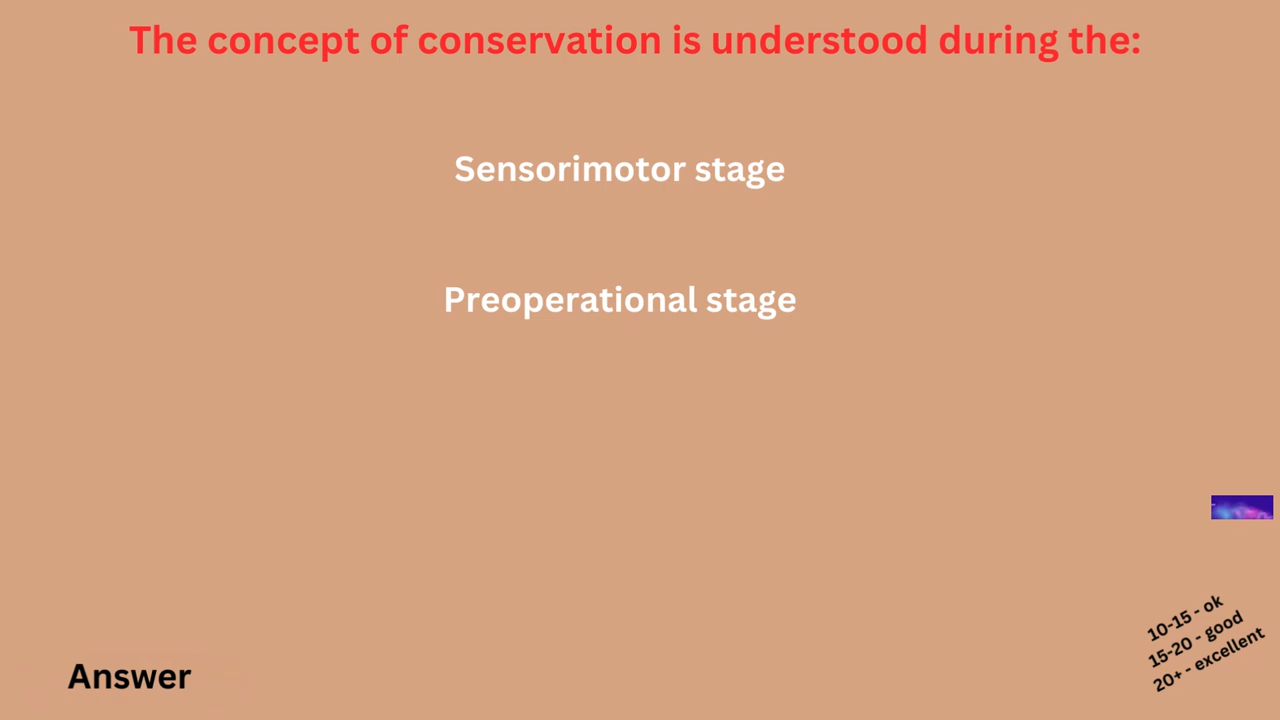 The concept of conservation is understood during the:
Sensorimotor stage
Preoperational stage
10-15 - ok
15-20 - good
20+ - excellent
Answer